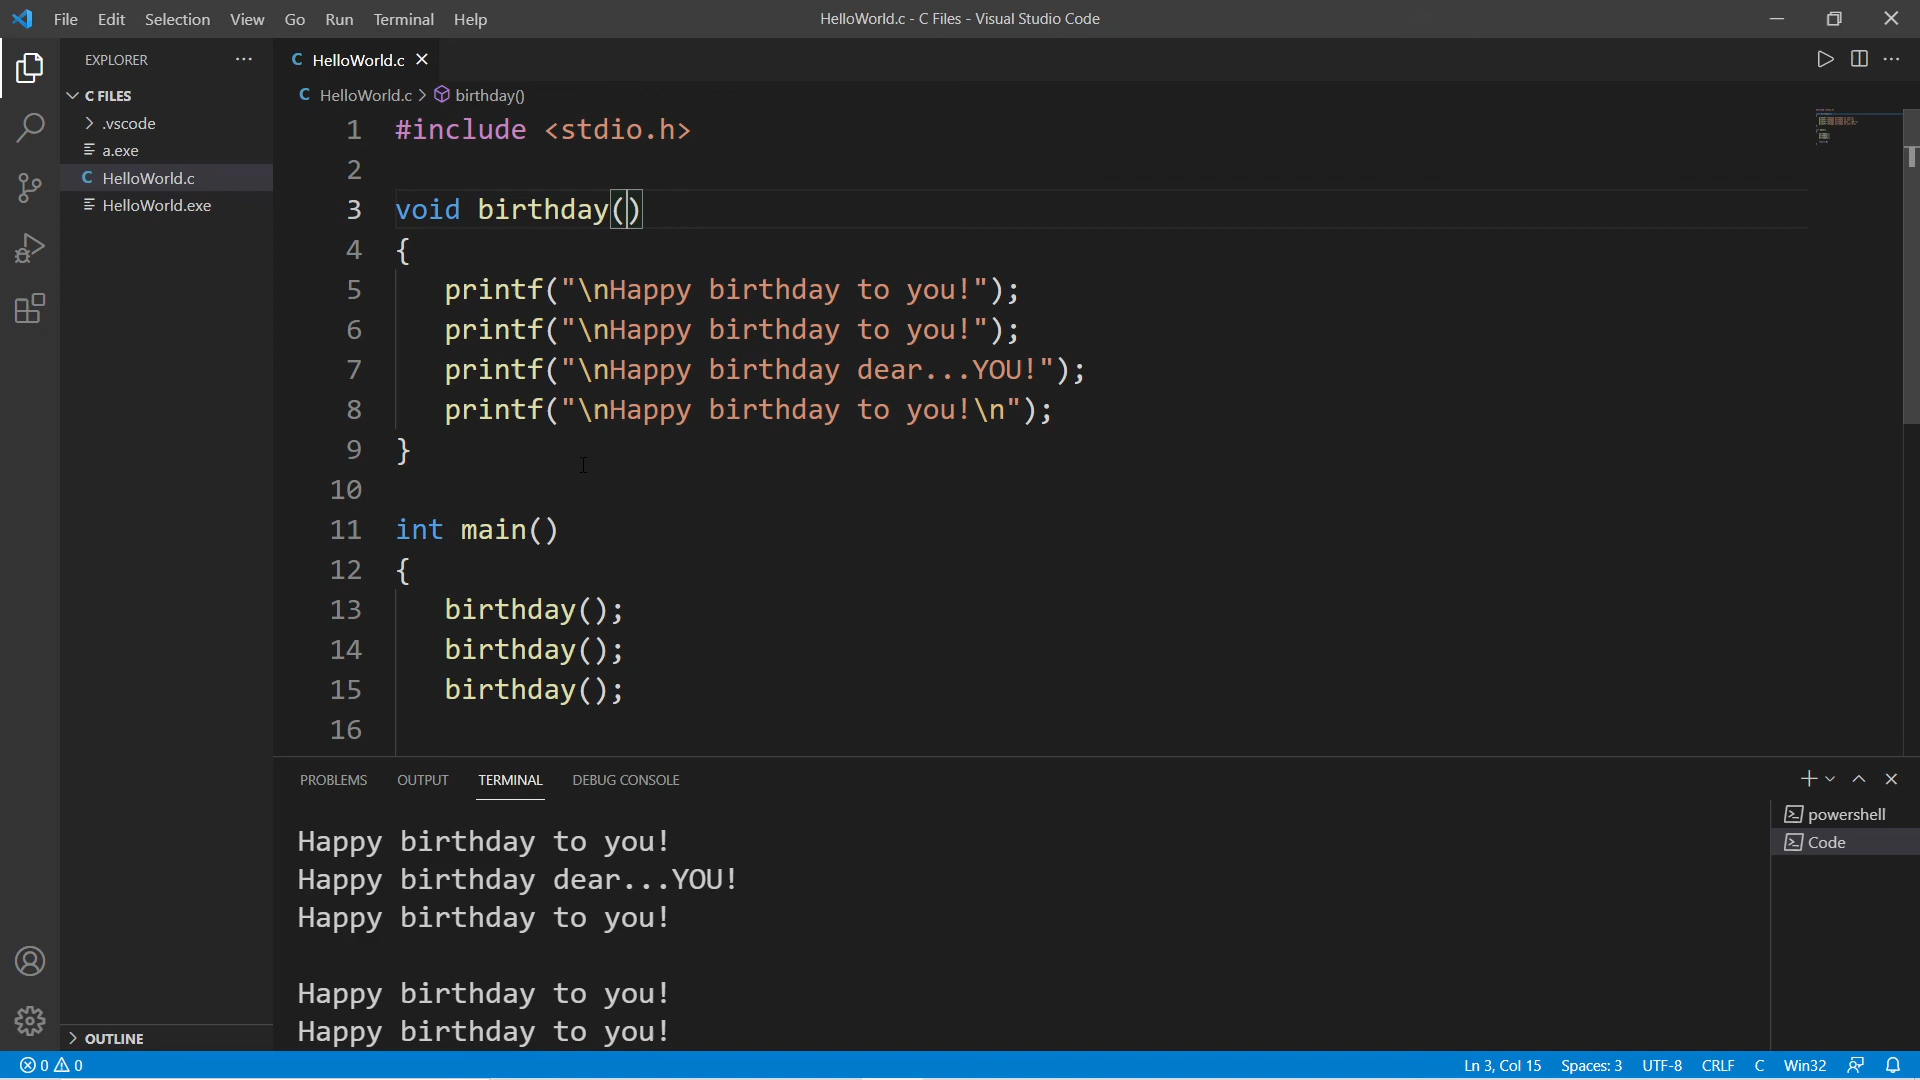 File Edit Selection View Go Run Terminal Help
HelloWorld.c - C Files - Visual Studio Code
EXPLORER
C FILES
.vscode
a.exe
C HelloWorld.c
HelloWorld.exe
OUTLINE
C HelloWorld.c
C HelloWorld.c > birthday()
1 #include <stdio.h>
2
3 void birthday()
4 {
5 printf("\nHappy birthday to you!");
6 printf("\nHappy birthday to you!");
7 printf("\nHappy birthday dear...YOU!");
8 printf("\nHappy birthday to you!\n");
9 }
10
11 int main()
12 {
13 birthday();
14 birthday();
15 birthday();
16
PROBLEMS OUTPUT TERMINAL DEBUG CONSOLE
Happy birthday to you!
Happy birthday dear...YOU!
Happy birthday to you!
Happy birthday to you!
Happy birthday to you!
powershell
Code
0 0 Ln 3, Col 15 Spaces: 3 UTF-8 CRLF C Win32